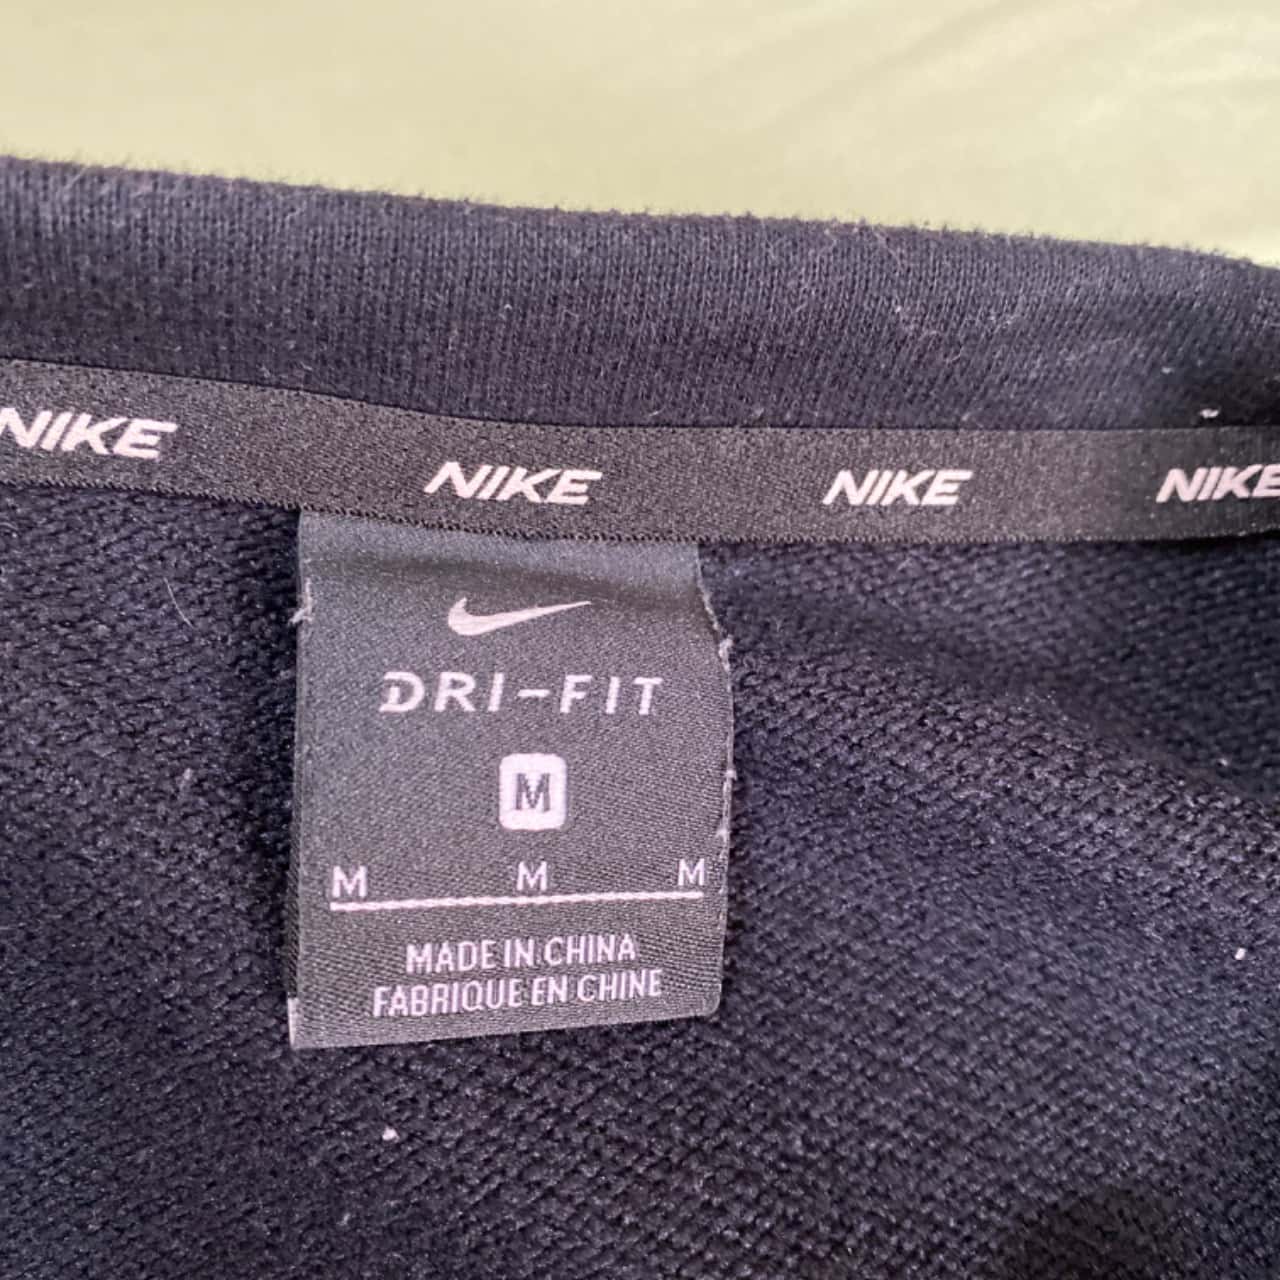 NIKE NIKE NIKE NIKE
DRI-FIT
M
M M M
MADE IN CHINA
FABRIQUE EN CHINE